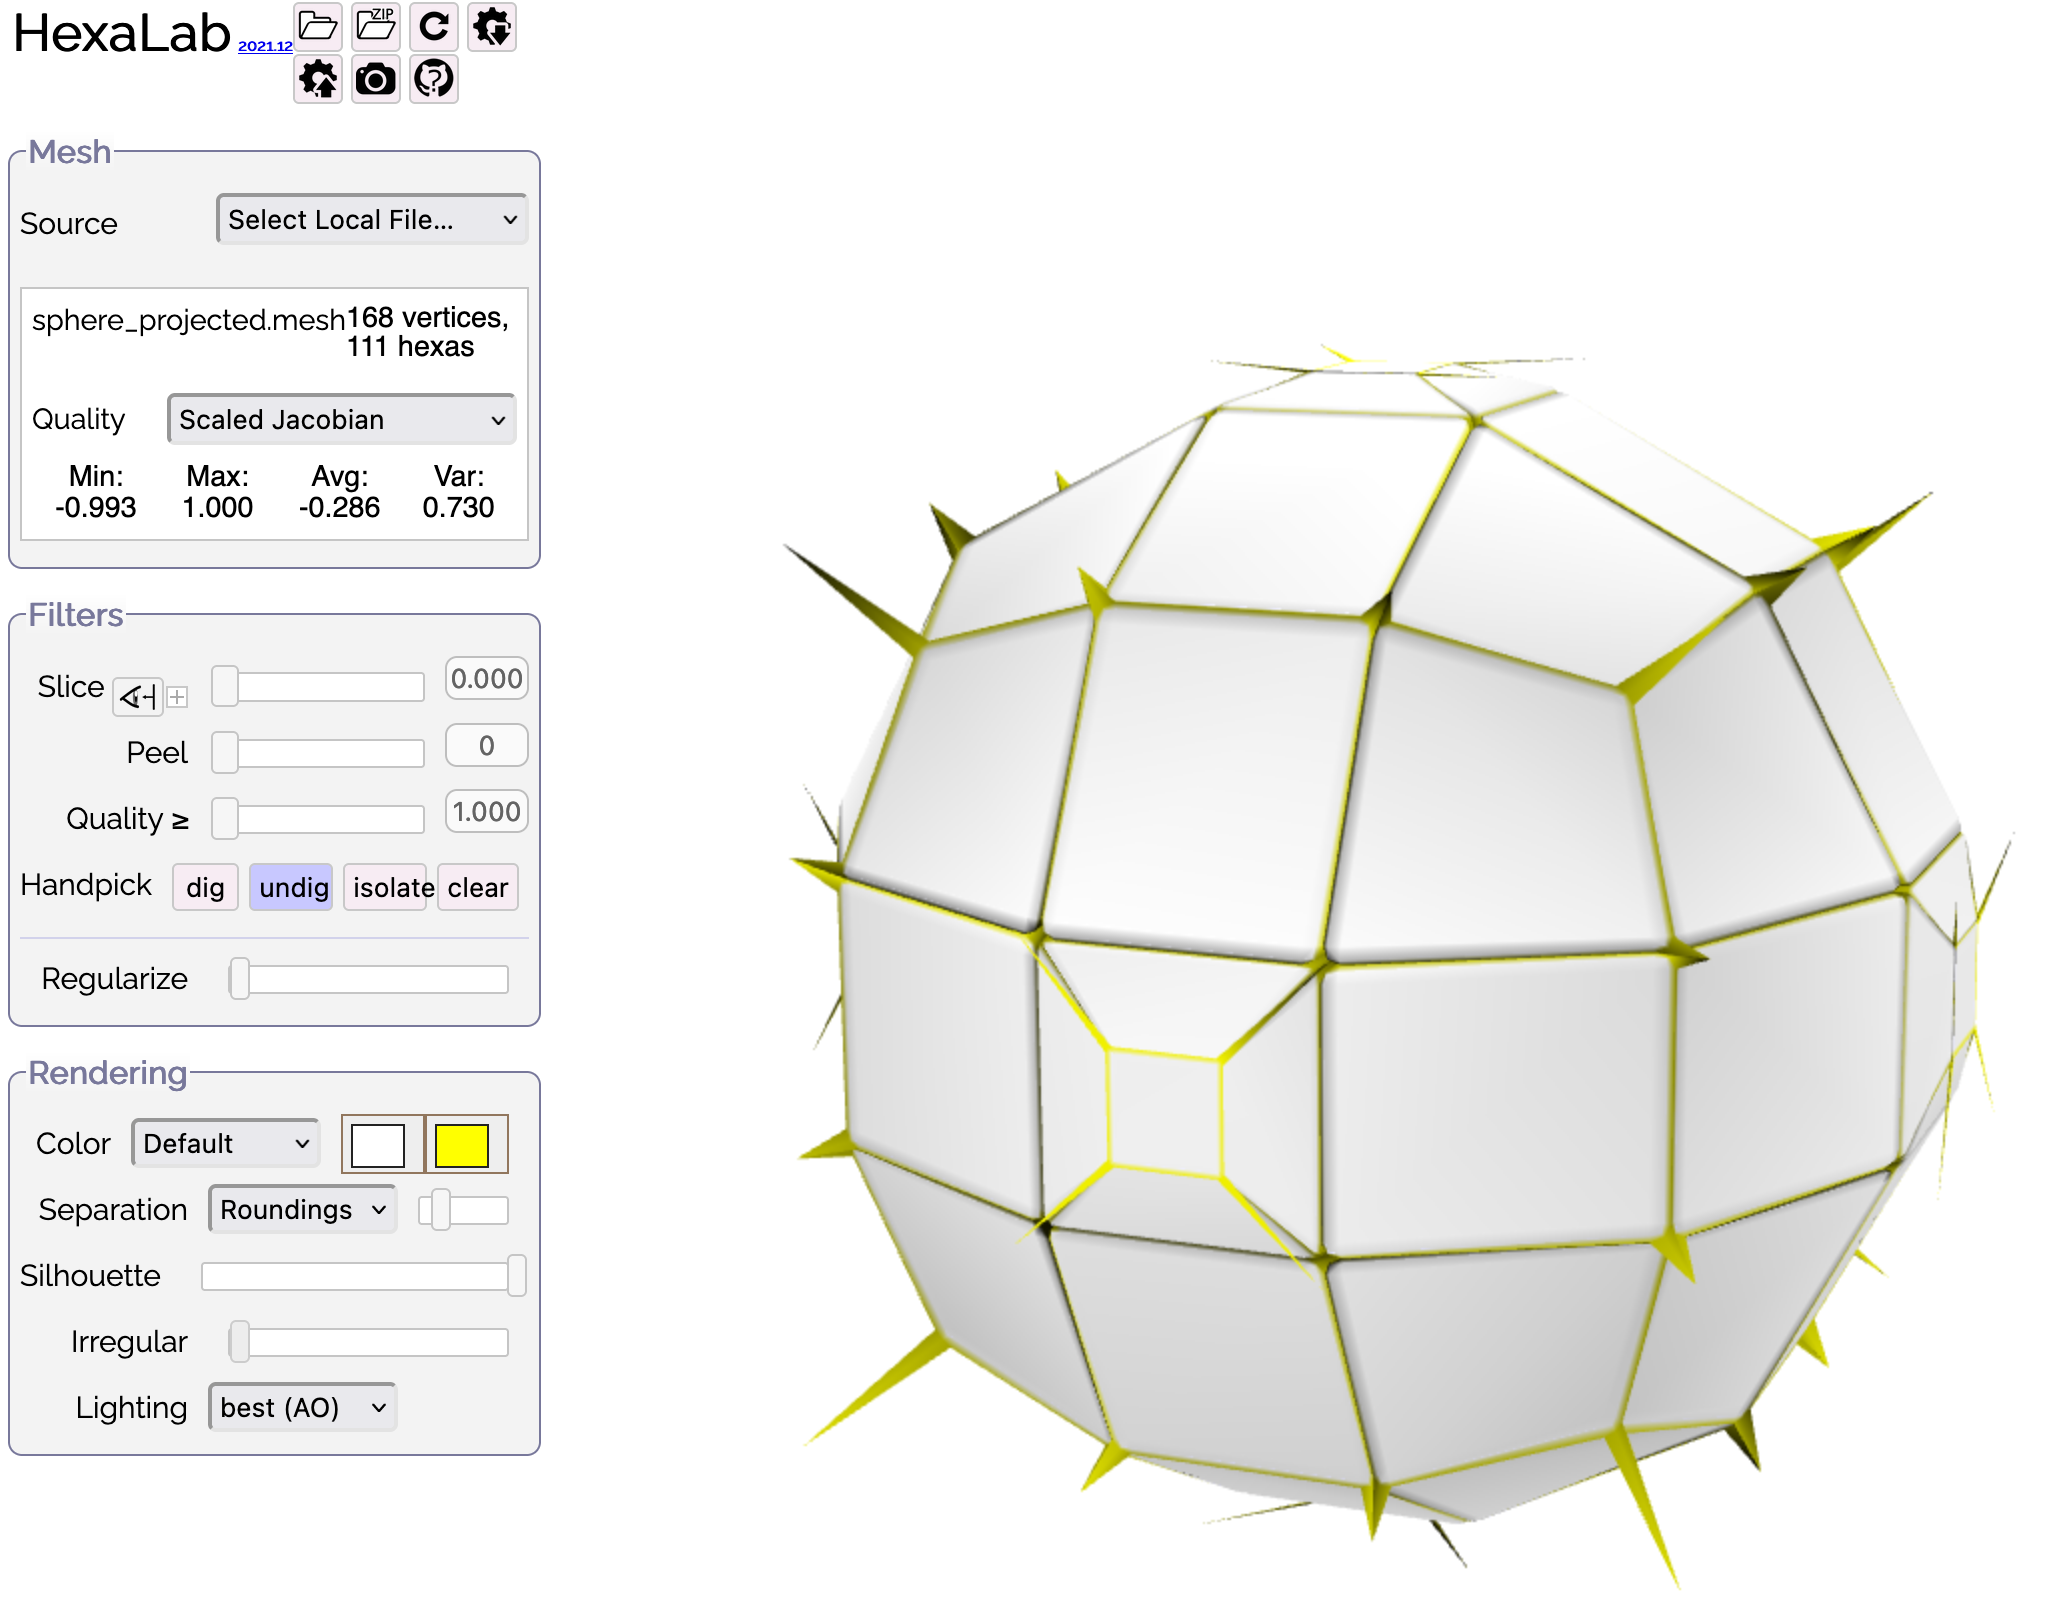 HexaLab 2021.12
ZIP
Mesh
Source Select Local File...
sphere_projected.mesh 168 vertices,
111 hexas
Quality Scaled Jacobian
Min: Max: Avg: Var:
-0.993 1.000 -0.286 0.730
Filters
Slice 0.000
Peel 0
Quality ≥ 1.000
Handpick dig undig isolate clear
Regularize
Rendering
Color Default
Separation Roundings
Silhouette
Irregular
Lighting best (AO)